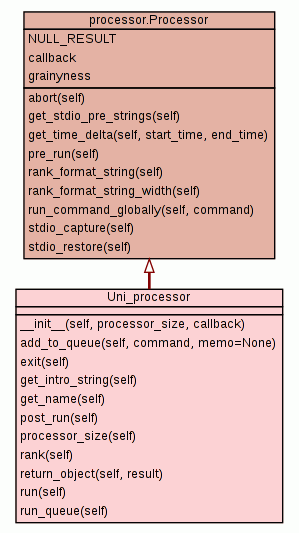 processor.Processor
NULL_RESULT
callback
grainyness
abort(self)
get_stdio_pre_strings(self)
get_time_delta(self, start_time, end_time)
pre_run(self)
rank_format_string(self)
rank_format_string_width(self)
run_command_globally(self, command)
stdio_capture(self)
stdio_restore(self)
Uni_processor
__init__(self, processor_size, callback)
add_to_queue(self, command, memo=None)
exit(self)
get_intro_string(self)
get_name(self)
post_run(self)
processor_size(self)
rank(self)
return_object(self, result)
run(self)
run_queue(self)